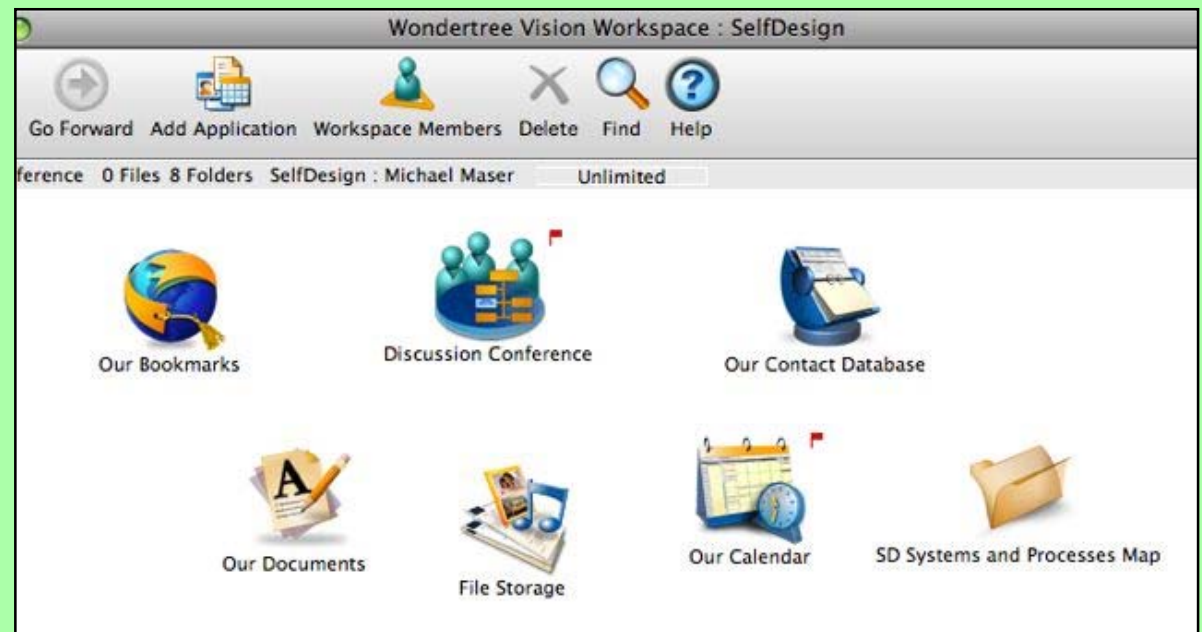 Wondertree Vision Workspace : SelfDesign
Go Forward Add Application Workspace Members Delete Find Help
ference 0 Files 8 Folders SelfDesign : Michael Maser Unlimited
Our Bookmarks
Discussion Conference
Our Contact Database
Our Documents
File Storage
Our Calendar
SD Systems and Processes Map